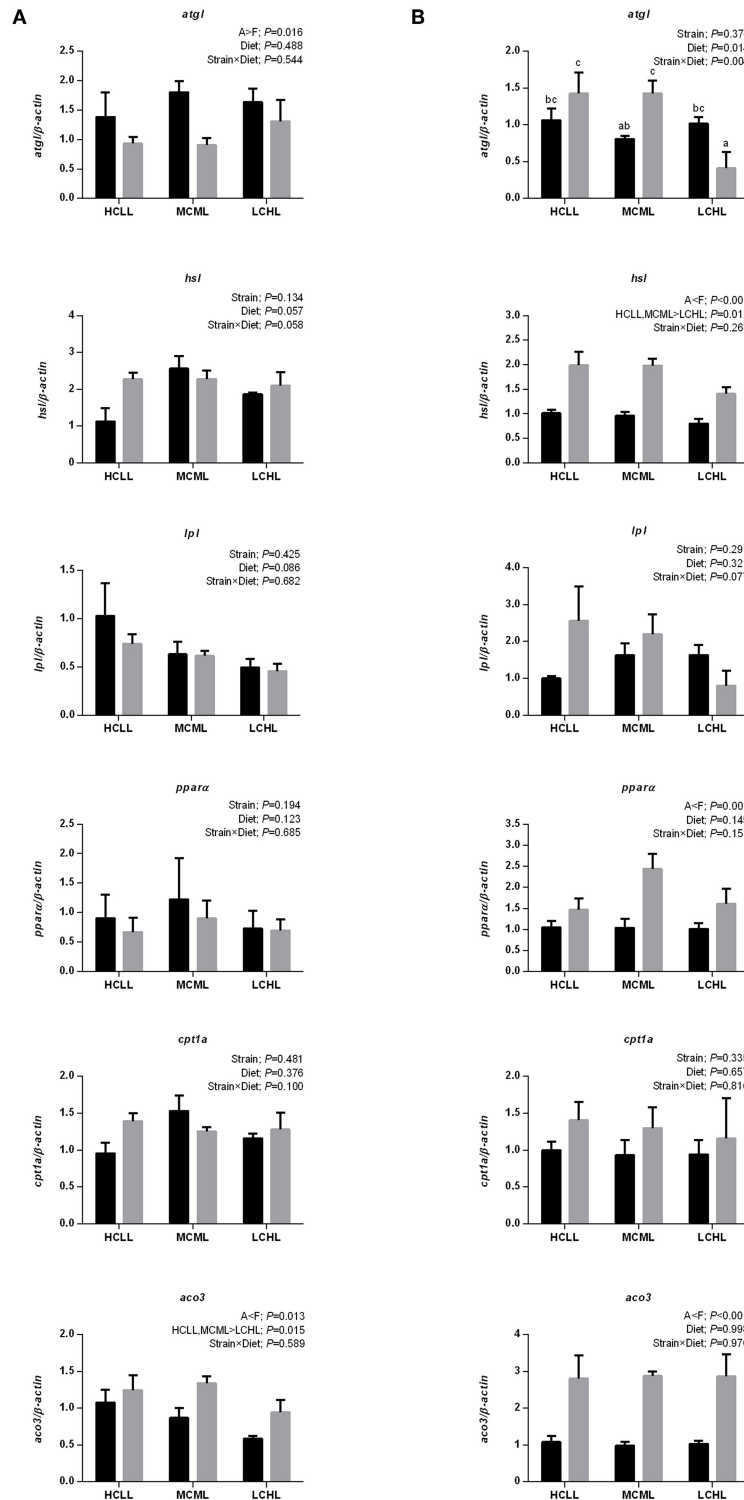 A
atgl
A>F; P=0.016
Diet; P=0.488
Strain×Diet; P=0.544
atgl/β-actin
2.5
2.0
1.5
1.0
0.5
0.0
HCLL MCML LCHL
B
atgl
Strain; P=0.37
Diet; P=0.01
Strain×Diet; P=0.00
atgl/β-actin
2.0
1.5
1.0
0.5
0.0
bc c ab c bc a
HCLL MCML LCHL
hsl
Strain; P=0.134
Diet; P=0.057
Strain×Diet; P=0.058
hsl/β-actin
4
3
2
1
0
HCLL MCML LCHL
hsl
A<F; P<0.00
HCLL,MCML>LCHL; P=0.01
Strain×Diet; P=0.26
hsl/β-actin
3.0
2.5
2.0
1.5
1.0
0.5
0.0
HCLL MCML LCHL
lpl
Strain; P=0.425
Diet; P=0.086
Strain×Diet; P=0.682
lpl/β-actin
1.5
1.0
0.5
0.0
HCLL MCML LCHL
lpl
Strain; P=0.29
Diet; P=0.32
Strain×Diet; P=0.07
lpl/β-actin
4.0
3.0
2.0
1.0
0.0
HCLL MCML LCHL
pparα
Strain; P=0.194
Diet; P=0.123
Strain×Diet; P=0.685
pparα/β-actin
2.5
2.0
1.5
1.0
0.5
0.0
HCLL MCML LCHL
pparα
A<F; P=0.00
Diet; P=0.14
Strain×Diet; P=0.15
pparα/β-actin
3.5
3.0
2.5
2.0
1.5
1.0
0.5
0.0
HCLL MCML LCHL
cpt1a
Strain; P=0.481
Diet; P=0.376
Strain×Diet; P=0.100
cpt1a/β-actin
2.0
1.5
1.0
0.5
0.0
HCLL MCML LCHL
cpt1a
Strain; P=0.33
Diet; P=0.65
Strain×Diet; P=0.81
cpt1a/β-actin
2.0
1.5
1.0
0.5
0.0
HCLL MCML LCHL
aco3
A<F; P=0.013
HCLL,MCML>LCHL; P=0.015
Strain×Diet; P=0.589
aco3/β-actin
2.0
1.5
1.0
0.5
0.0
HCLL MCML LCHL
aco3
A<F; P<0.00
Diet; P=0.99
Strain×Diet; P=0.97
aco3/β-actin
4
3
2
1
0
HCLL MCML LCHL